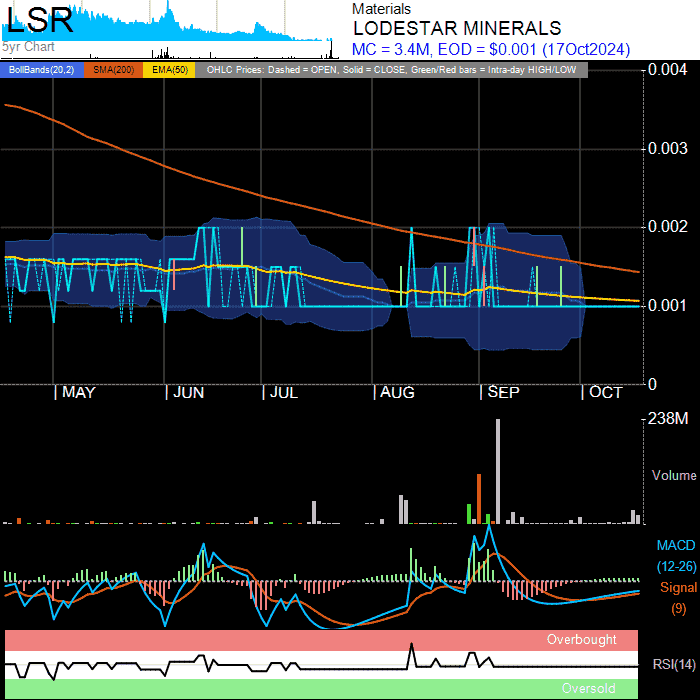 LSR
5yr Chart
Materials
LODESTAR MINERALS
MC = 3.4M, EOD = $0.001 (17Oct2024)
BollBands(20,2) SMA(200) EMA(50) OHLC Prices: Dashed = OPEN, Solid = CLOSE, Green/Red bars = Intra-day HIGH/LOW
0.004
0.003
0.002
0.001
0
MAY JUN JUL AUG SEP OCT
238M
Volume
MACD
(12-26)
Signal
(9)
Overbought
RSI(14)
Oversold